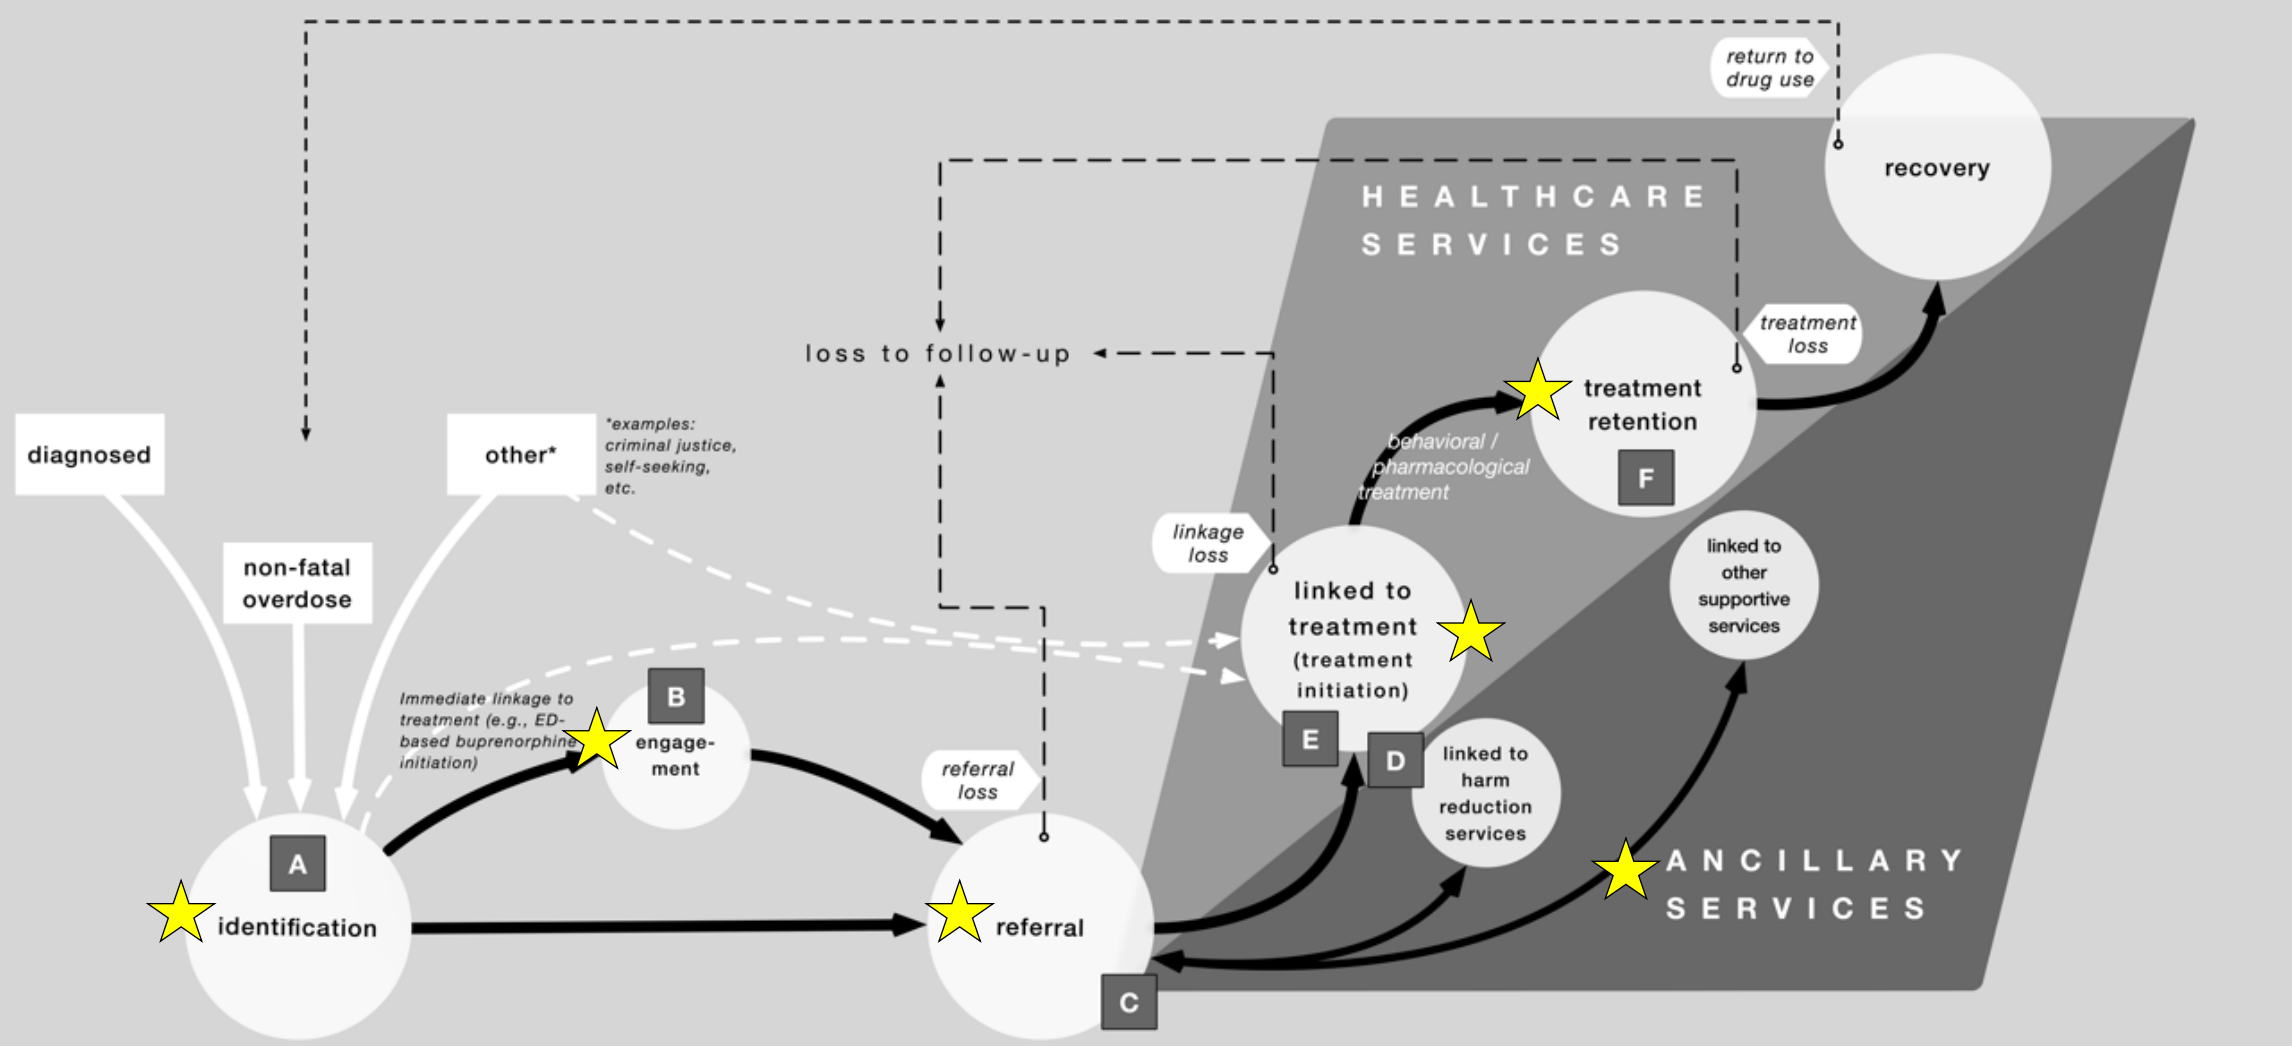 return to
drug use
recovery
HEALTHCARE
SERVICES
treatment
loss
loss to follow-up
treatment
retention
F
behavioral /
pharmacological
treatment
diagnosed
other*
*examples:
criminal justice,
self-seeking,
etc.
non-fatal
overdose
linkage
loss
linked to
treatment
(treatment
initiation)
E
D
linked to
other
supportive
services
Immediate linkage to
treatment (e.g., ED-
based buprenorphine
initiation)
B
engage-
ment
referral
loss
linked to
harm
reduction
services
A
identification
referral
C
ANCILLARY
SERVICES